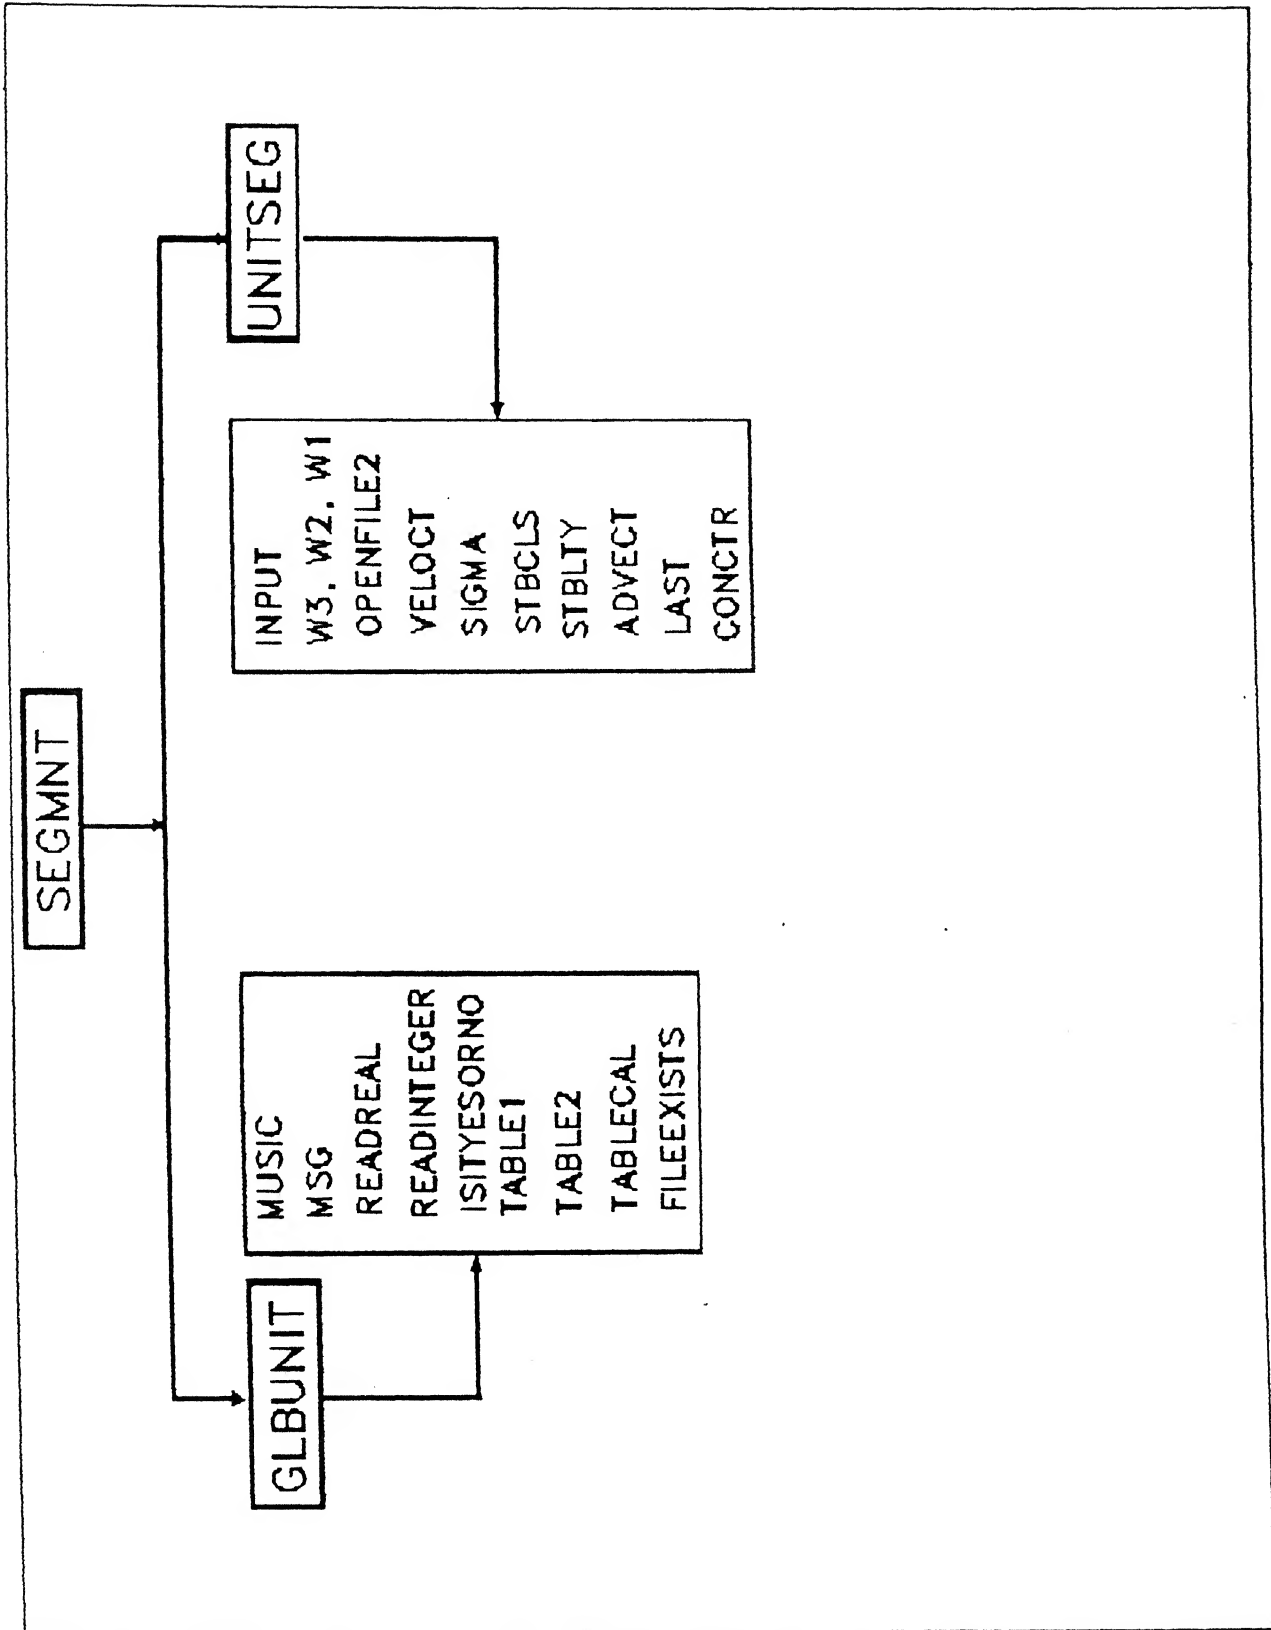 SEGMNT
GLBUNIT
MUSIC
MSG
READREAL
READINTEGER
ISITYESORNO
TABLE1
TABLE2
TABLECAL
FILEEXISTS
UNITSEG
INPUT
W3, W2, W1
OPENFILE2
VELOCT
SIGMA
STBCLS
STBLTY
ADVECT
LAST
CONCTR